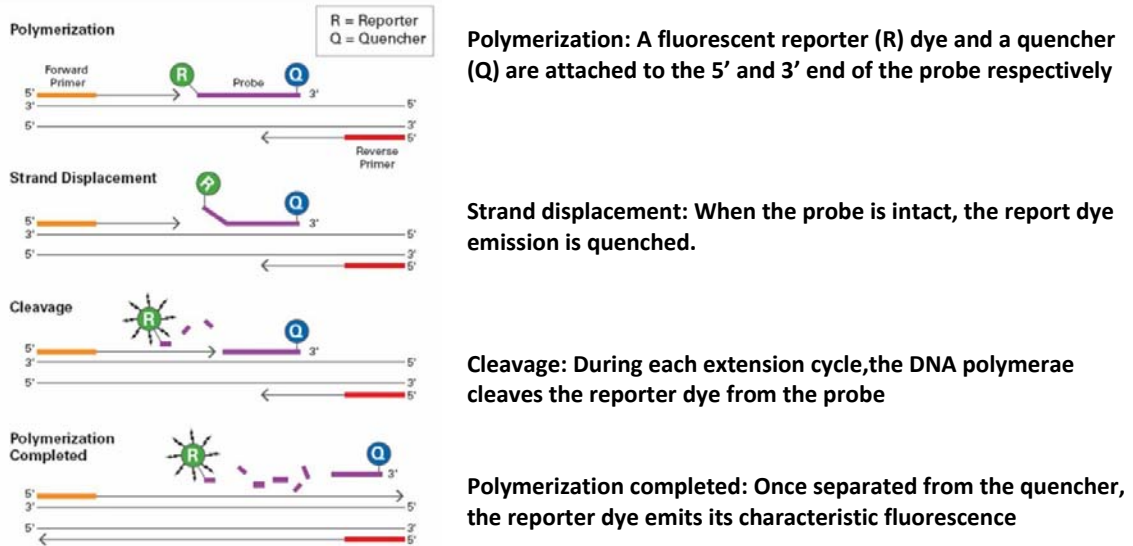 Polymerization
R = Reporter
Q = Quencher
Forward
Primer
R
Probe
Q
5'
3'
3'
5'
5'
3'
5'
Reverse
Primer
Polymerization: A fluorescent reporter (R) dye and a quencher
(Q) are attached to the 5’ and 3’ end of the probe respectively
Strand Displacement
R
Q
5'
3'
3'
5'
5'
3'
5'
Strand displacement: When the probe is intact, the report dye
emission is quenched.
Cleavage
R
Q
5'
3'
3'
5'
5'
3'
5'
Cleavage: During each extension cycle,the DNA polymerae
cleaves the reporter dye from the probe
Polymerization
Completed
R
Q
3'
5'
3'
5'
5'
3'
5'
Polymerization completed: Once separated from the quencher,
the reporter dye emits its characteristic fluorescence